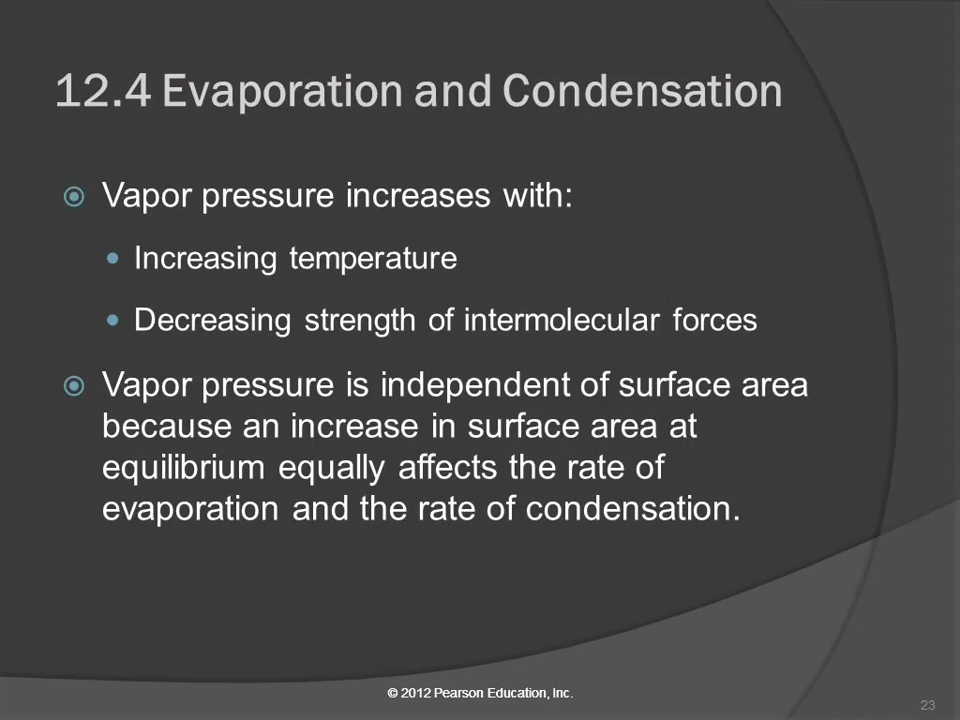 12.4 Evaporation and Condensation
Vapor pressure increases with:
Increasing temperature
Decreasing strength of intermolecular forces
Vapor pressure is independent of surface area
because an increase in surface area at
equilibrium equally affects the rate of
evaporation and the rate of condensation.
© 2012 Pearson Education, Inc.
23